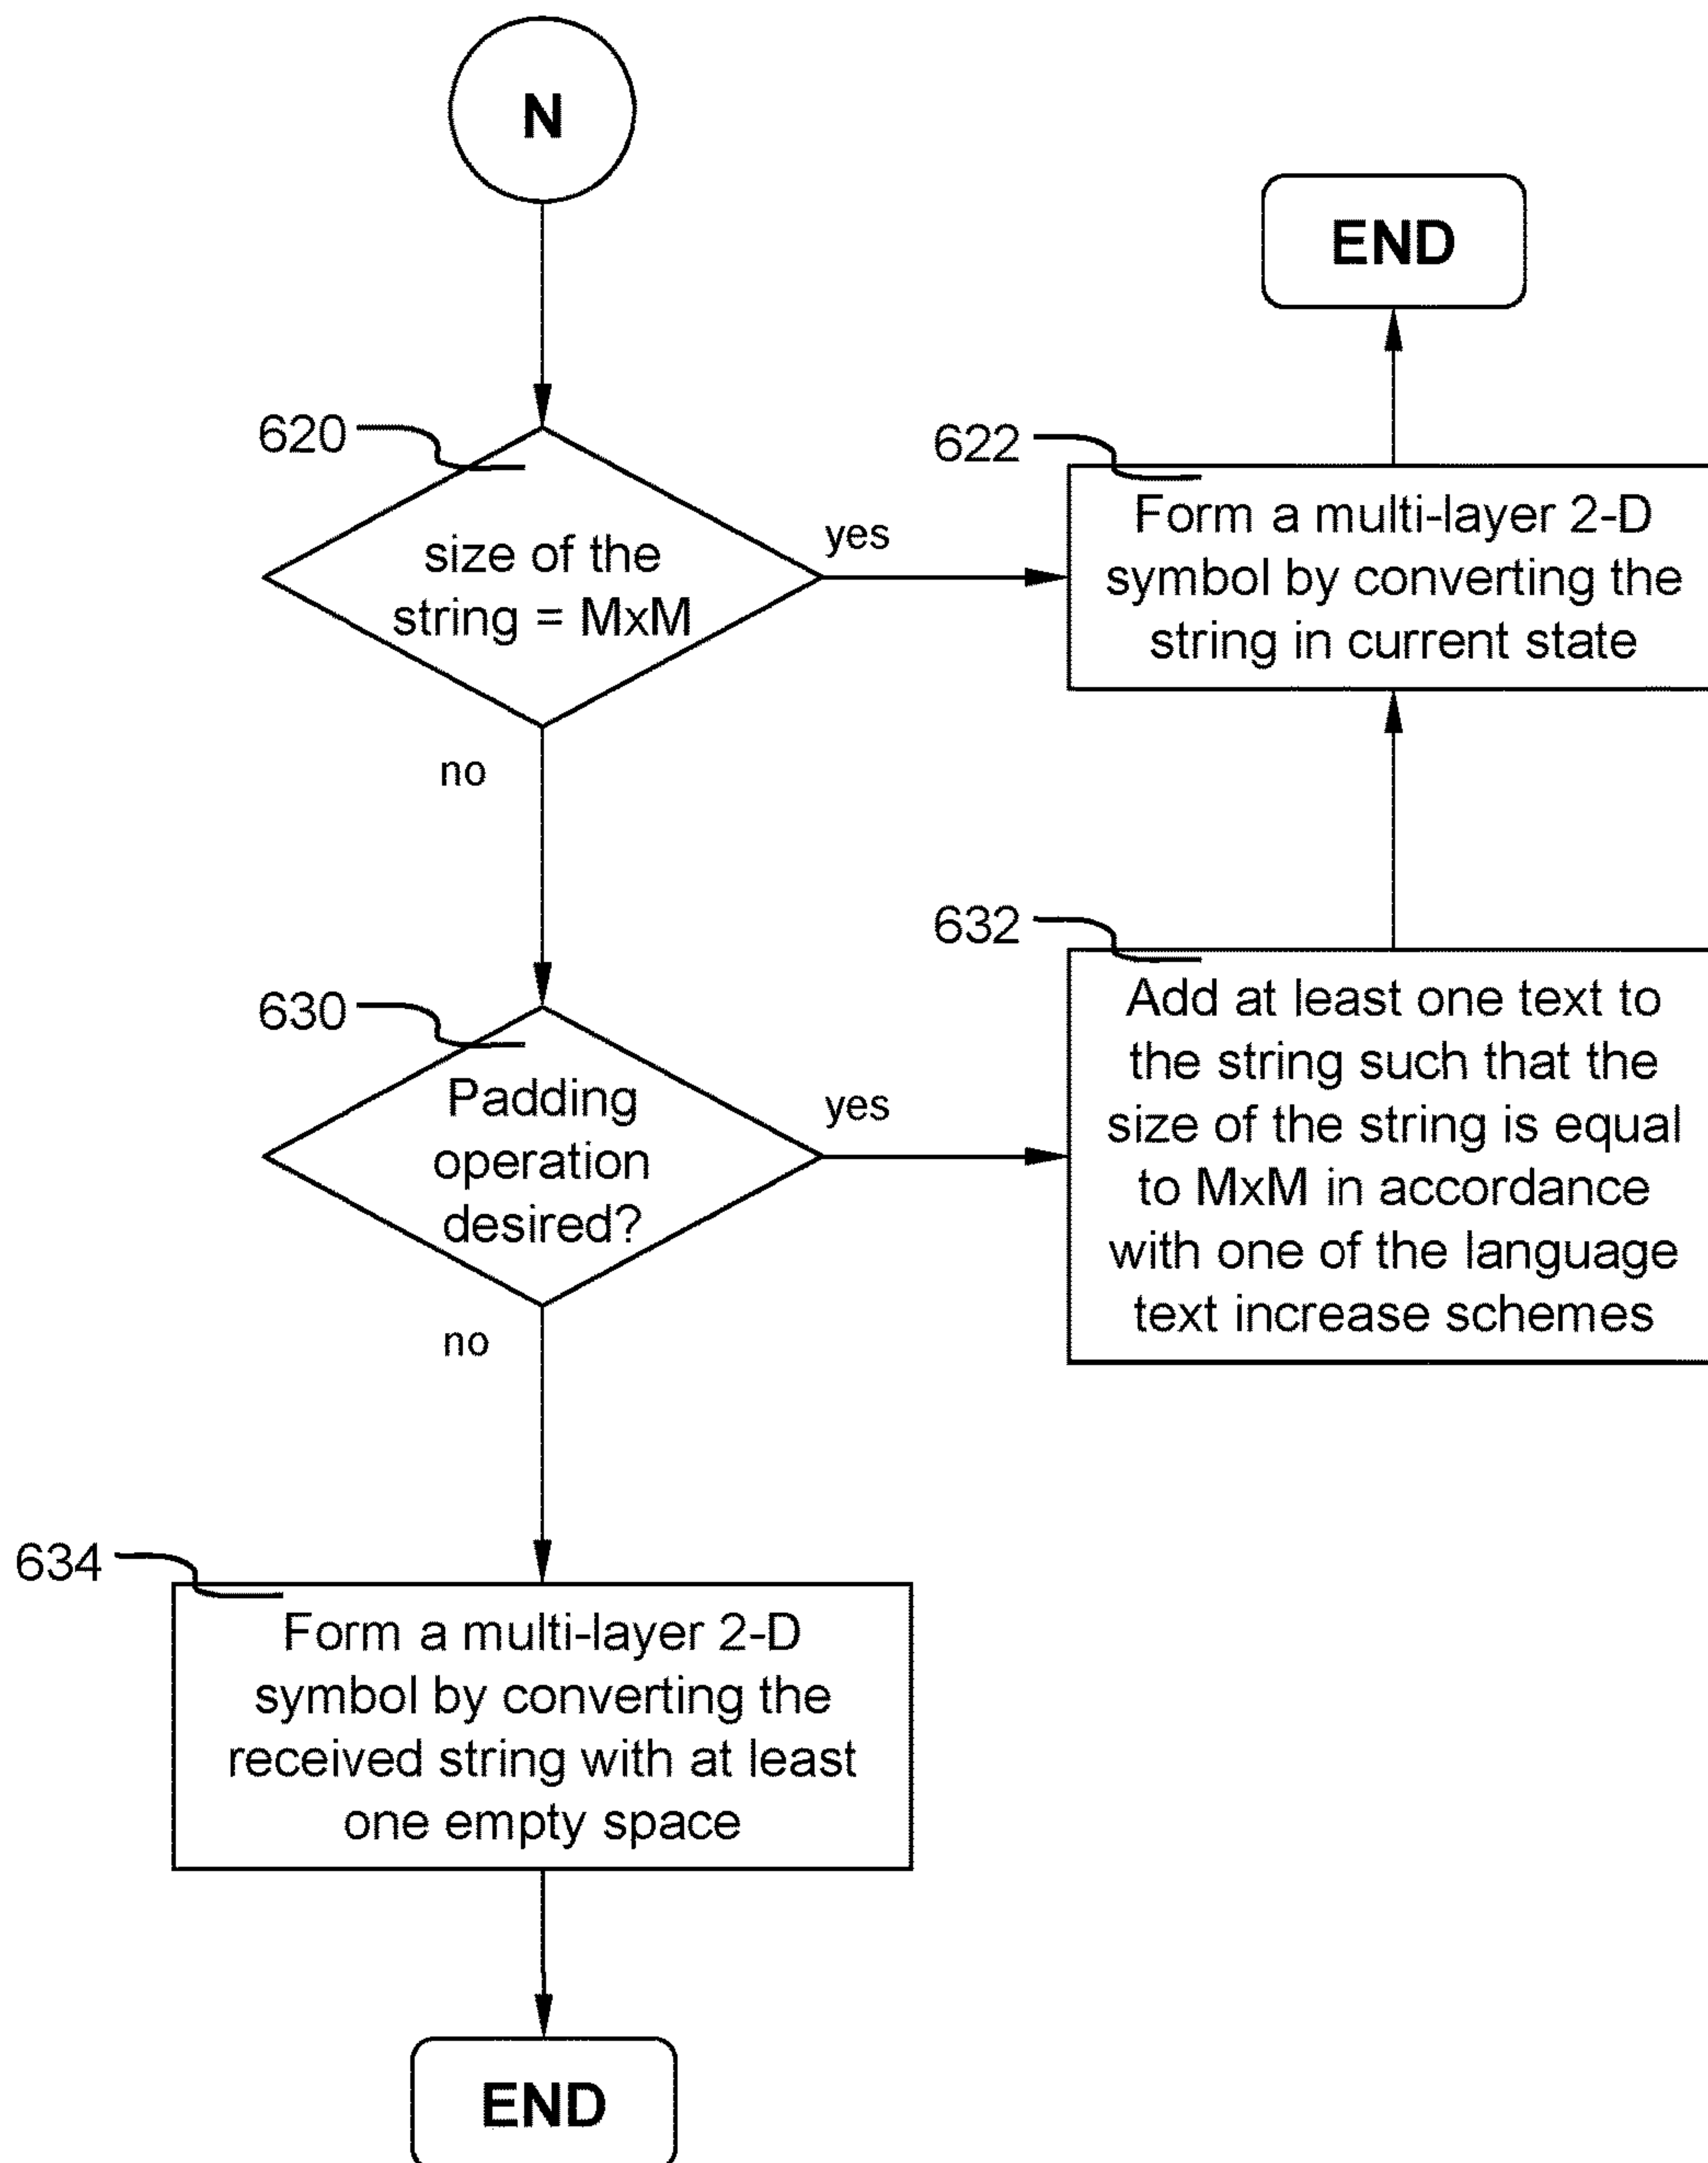 N
END
620
size of the
string = MxM
yes
622
Form a multi-layer 2-D
symbol by converting the
string in current state
no
630
Padding
operation
desired?
yes
632
Add at least one text to
the string such that the
size of the string is equal
to MxM in accordance
with one of the language
text increase schemes
no
634
Form a multi-layer 2-D
symbol by converting the
received string with at least
one empty space
END